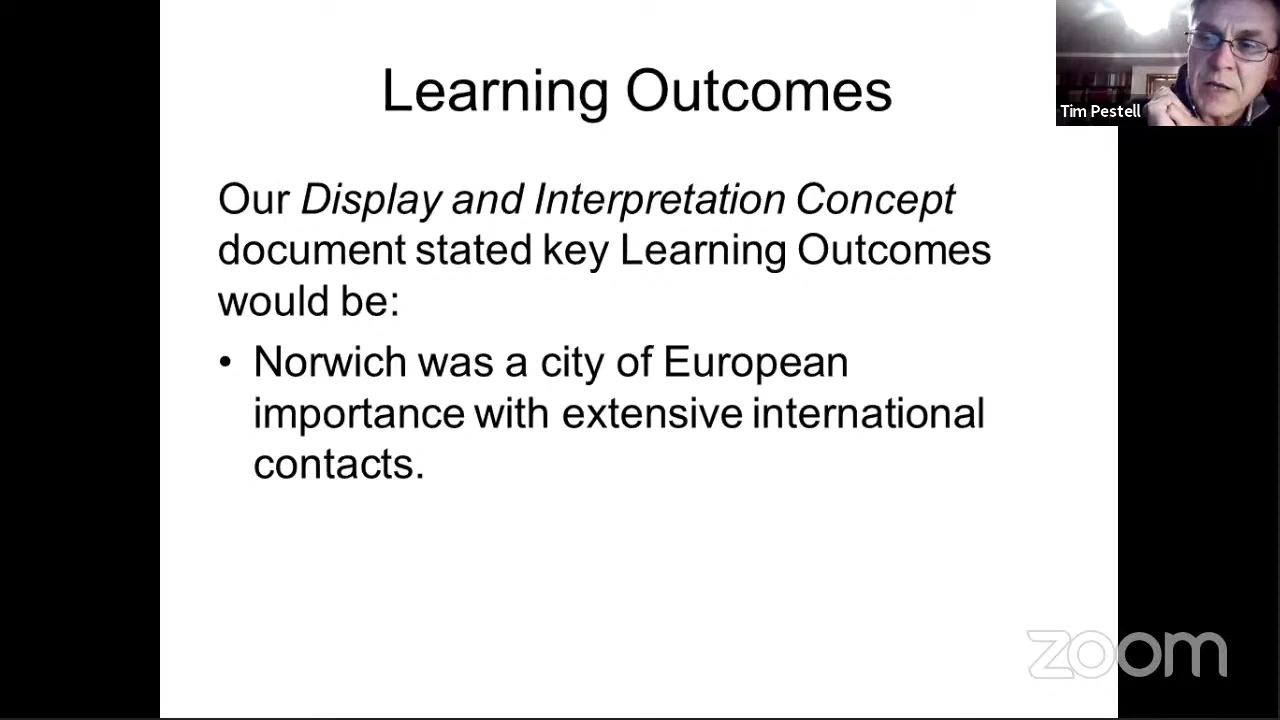 Learning Outcomes
Tim Pestell
Our Display and Interpretation Concept
document stated key Learning Outcomes
would be:
• Norwich was a city of European
importance with extensive international
contacts.
zoom